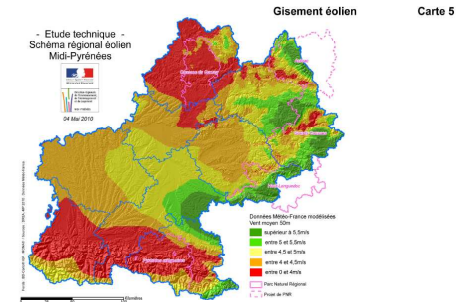 Gisement éolien
Carte 5
- Etude technique -
Schéma régional éolien
Midi-Pyrénées
04 Mai 2010
Données Météo-France modélisées
Vent moyen 50m
supérieur à 5,5m/s
entre 5 et 5,5m/s
entre 4,5 et 5m/s
entre 4 et 4,5m/s
entre 0 et 4m/s
Parc Naturel Régional
Projet de PNR
Kilomètres